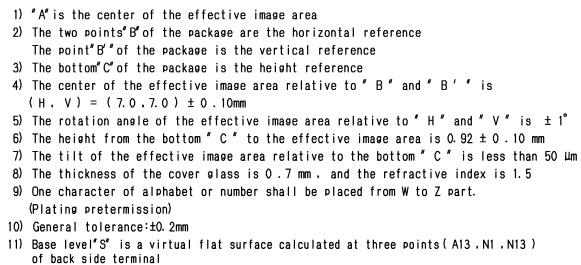 1) "A" is the center of the effective image area
2) The two points"B"of the package are the horizontal reference
The point"B'"of the package is the vertical reference
3) The bottom"C"of the package is the height reference
4) The center of the effective image area relative to " B " and " B ' " is
( H , V ) = ( 7.0 , 7.0 ) ± 0 . 10mm
5) The rotation angle of the effective image area relative to " H " and " V " is ± 1°
6) The height from the bottom " C " to the effective image area is 0.92 ± 0 . 10 mm
7) The tilt of the effective image area relative to the bottom " C " is less than 50 µm
8) The thickness of the cover glass is 0 . 7 mm , and the refractive index is 1.5
9) One character of alphabet or number shall be placed from W to Z part.
(Plating pretermission)
10) General tolerance:±0.2mm
11) Base level"S" is a virtual flat surface calculated at three points ( A13 , N1 , N13 )
of back side terminal